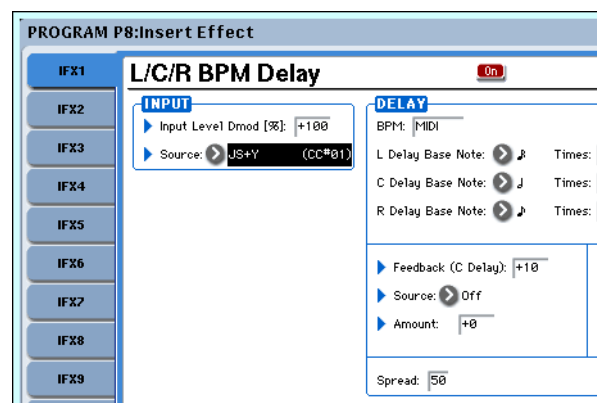 PROGRAM P8:Insert Effect
IFX1
IFX2
IFX3
IFX4
IFX5
IFX6
IFX7
IFX8
IFX9
L/C/R BPM Delay
On
INPUT
Input Level Dmod [%]: +100
Source: JS+Y (CC#01)
DELAY
BPM: MIDI
L Delay Base Note: Times:
C Delay Base Note: Times:
R Delay Base Note: Times:
Feedback (C Delay): +10
Source: Off
Amount: +0
Spread: 50